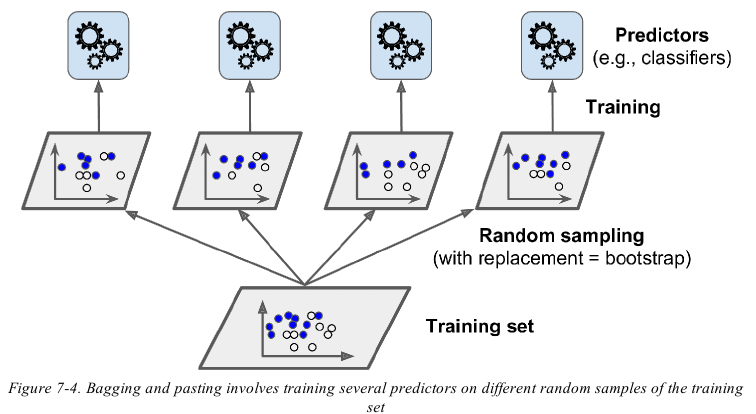 Predictors
(e.g., classifiers)
Training
Random sampling
(with replacement = bootstrap)
Training set
Figure 7-4. Bagging and pasting involves training several predictors on different random samples of the training
set